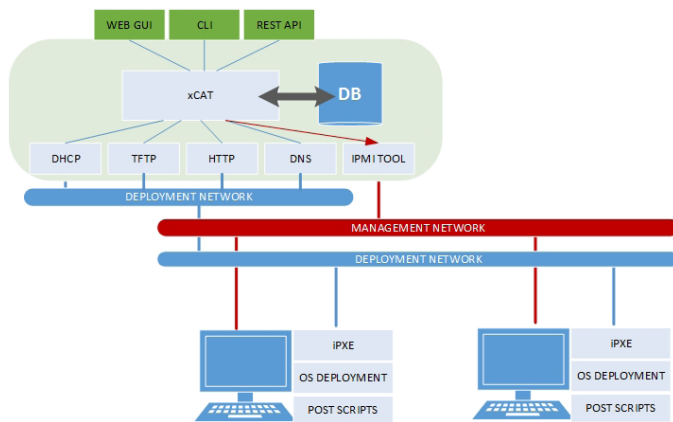 WEB GUI
CLI
REST API
xCAT
DB
DHCP
TFTP
HTTP
DNS
IPMI TOOL
DEPLOYMENT NETWORK
MANAGEMENT NETWORK
DEPLOYMENT NETWORK
iPXE
OS DEPLOYMENT
POST SCRIPTS
iPXE
OS DEPLOYMENT
POST SCRIPTS